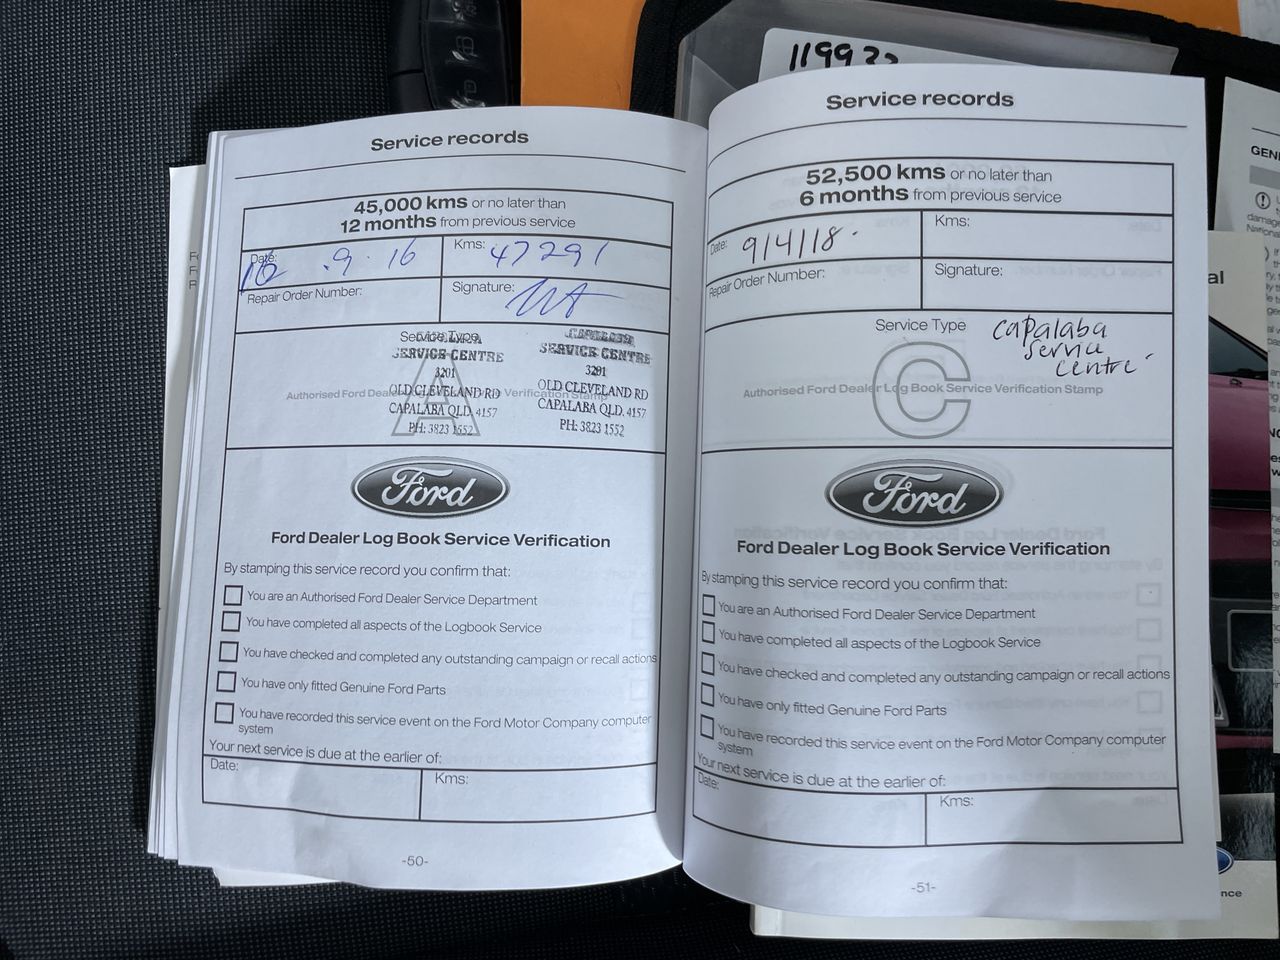 11993
Service records
45,000 kms or no later than
12 months from previous service
Date: 16 . 9 . 16
Kms: 47291
Repair Order Number:
Signature:
Service Type
A
Authorised Ford Dealer Log Book Service Verification Stamp
SERVICE CENTRE
3201
OLD CLEVELAND RD
CAPALABA QLD. 4157
PH: 3823 1552
CAPALABA
SERVICE CENTRE
3201
OLD CLEVELAND RD
CAPALABA QLD. 4157
PH: 3823 1552
Ford
Ford Dealer Log Book Service Verification
By stamping this service record you confirm that:
You are an Authorised Ford Dealer Service Department
You have completed all aspects of the Logbook Service
You have checked and completed any outstanding campaign or recall actions
You have only fitted Genuine Ford Parts
You have recorded this service event on the Ford Motor Company computer
system
Your next service is due at the earlier of:
Date:
Kms:
-50-
Service records
52,500 kms or no later than
6 months from previous service
Date: 9/4/18.
Kms:
Repair Order Number:
Signature:
Service Type
Capalaba
Service
Centre
C
Authorised Ford Dealer Log Book Service Verification Stamp
Ford
Ford Dealer Log Book Service Verification
By stamping this service record you confirm that:
You are an Authorised Ford Dealer Service Department
You have completed all aspects of the Logbook Service
You have checked and completed any outstanding campaign or recall actions
You have only fitted Genuine Ford Parts
You have recorded this service event on the Ford Motor Company computer
system
Your next service is due at the earlier of:
Date:
Kms:
-51-
GENE
al
nce